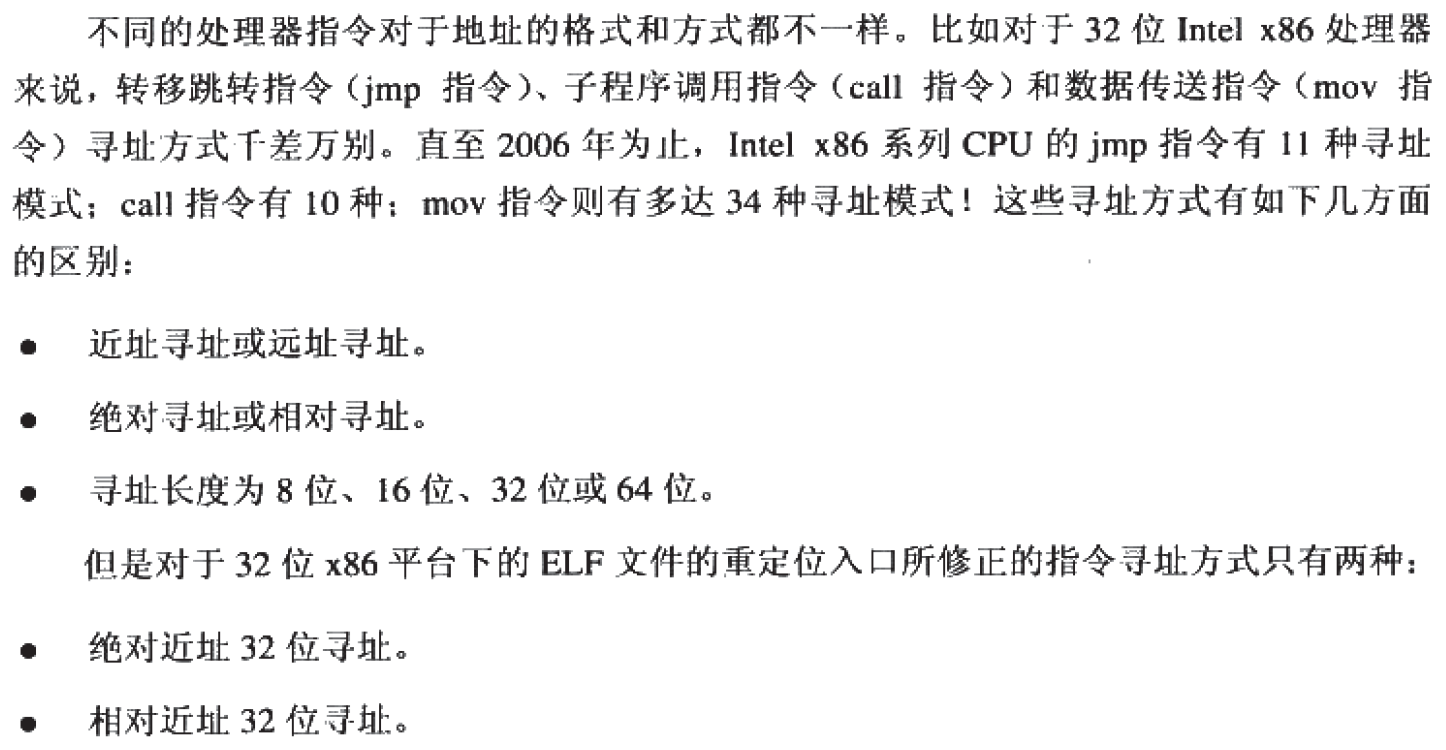 不同的处理器指令对于地址的格式和方式都不一样。比如对于 32 位 Intel x86 处理器
来说，转移跳转指令（jmp 指令）、子程序调用指令（call 指令）和数据传送指令（mov 指
令）寻址方式千差万别。直至 2006 年为止，Intel x86 系列 CPU 的 jmp 指令有 11 种寻址
模式；call 指令有 10 种；mov 指令则有多达 34 种寻址模式！这些寻址方式有如下几方面
的区别：
● 近址寻址或远址寻址。
● 绝对寻址或相对寻址。
● 寻址长度为 8 位、16 位、32 位或 64 位。
但是对于 32 位 x86 平台下的 ELF 文件的重定位入口所修正的指令寻址方式只有两种：
● 绝对近址 32 位寻址。
● 相对近址 32 位寻址。